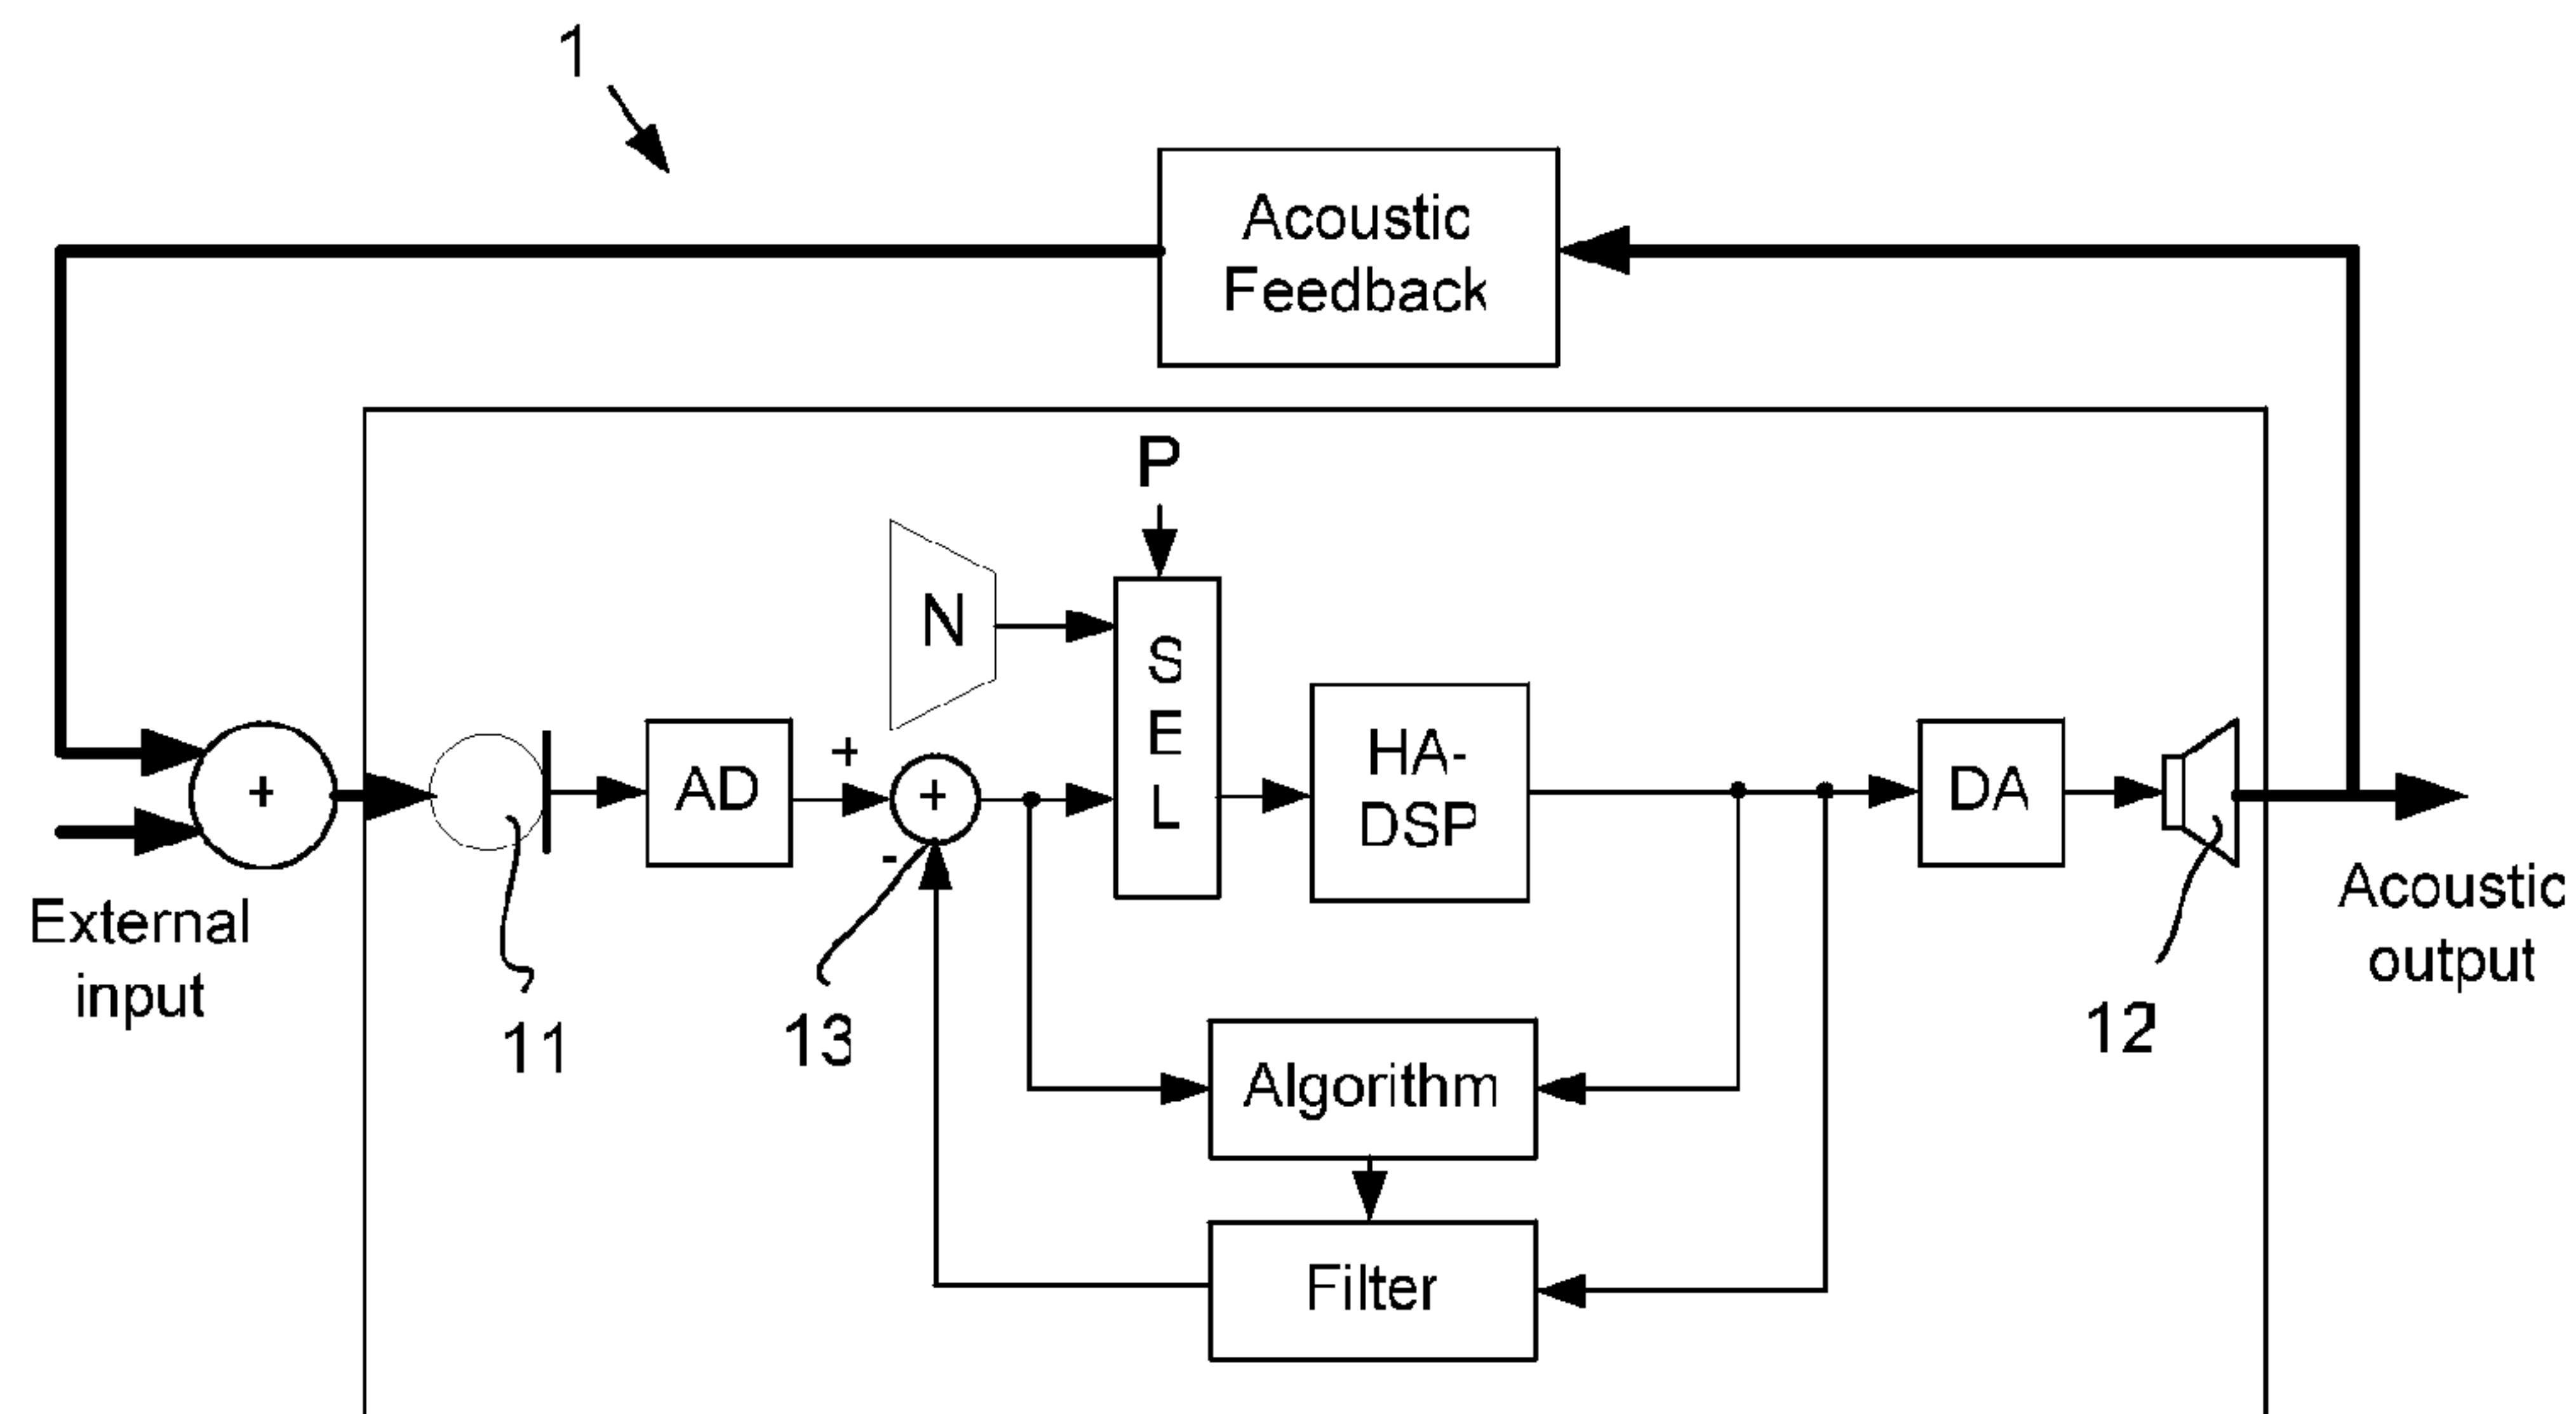 1
Acoustic
Feedback
P
N
S
E
L
HA-
DSP
AD
DA
+
+
+
-
External
input
11
13
12
Acoustic
output
Algorithm
Filter